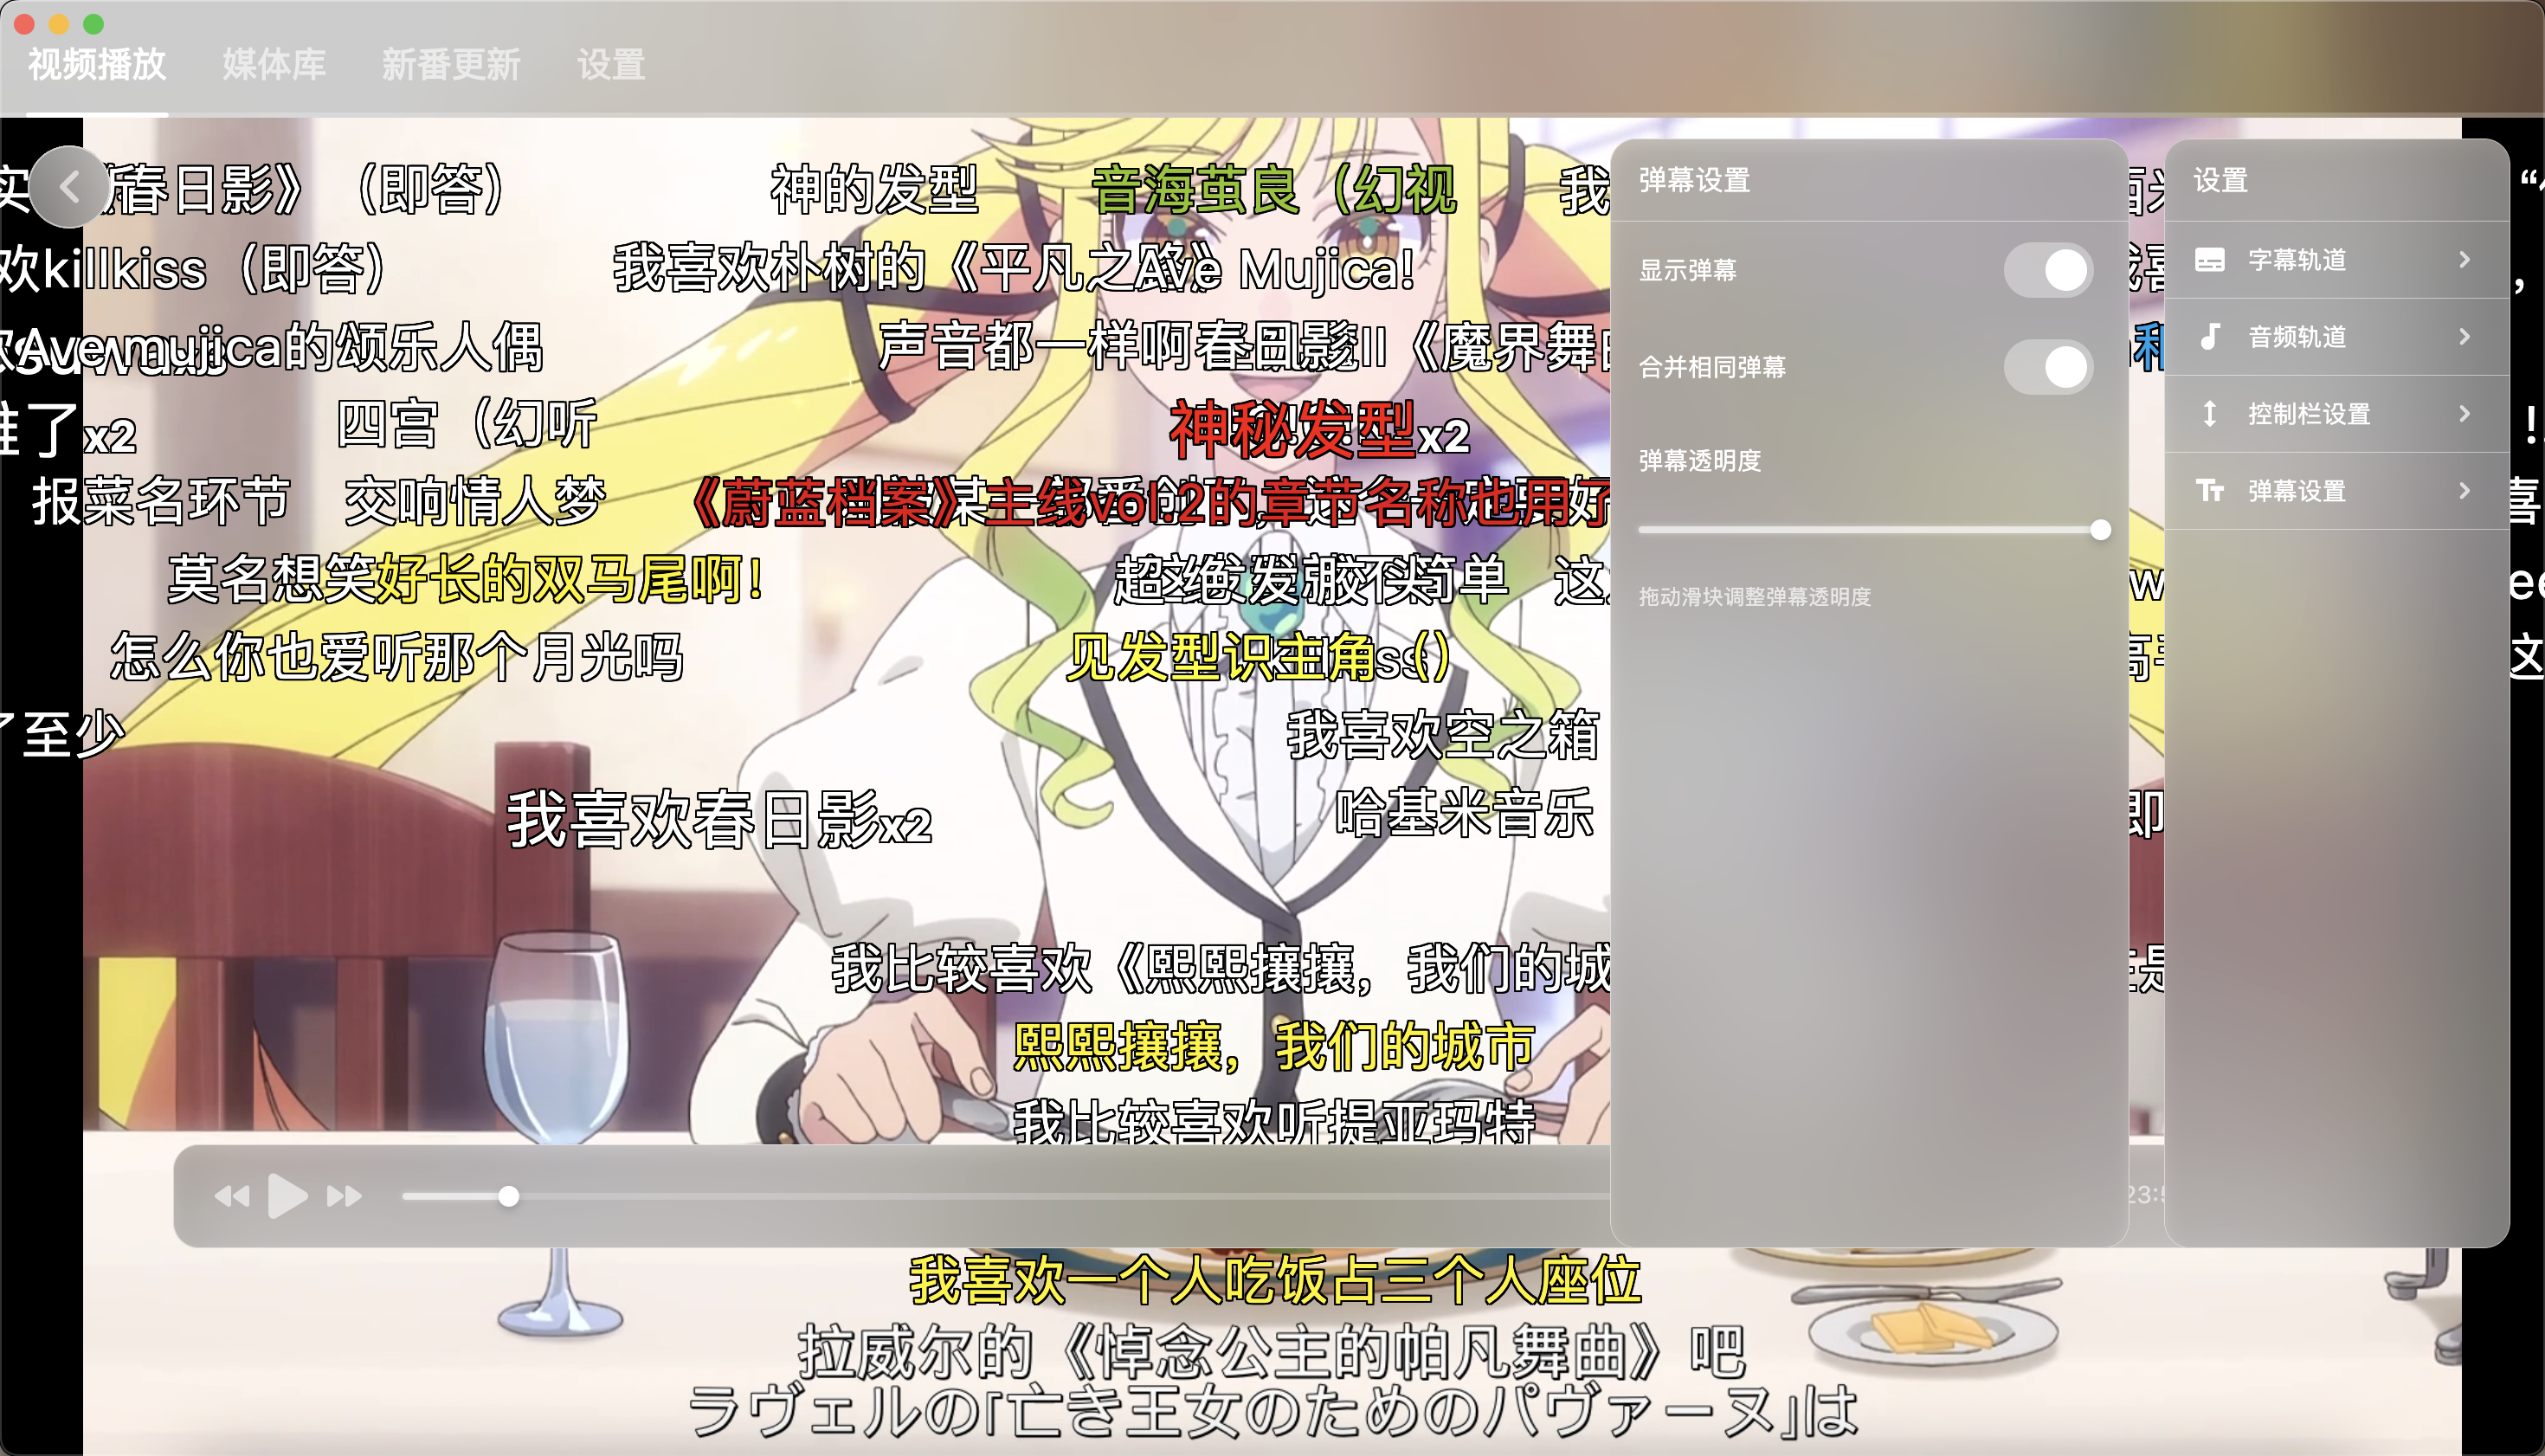 视频播放 媒体库 新番更新 设置
春日影》（即答）
神的发型
音海茧良（幻视
我
欢killkiss（即答）
我喜欢朴树的《平凡之路》
Ave Mujica!
Ave mujica的颂乐人偶
声音都一样啊
春日影
《魔界舞
了x2
四宫（幻听
神秘发型x2
报菜名环节
交响情人梦
《蔚蓝档案》主线vol.2的章节名称也用了
莫名想笑
好长的双马尾啊！
超绝发
简单
这
怎么你也爱听那个月光吗
见发型识主角（）
了至少
我喜欢空之箱
我喜欢春日影x2
哈基米音乐
即
我比较喜欢《熙熙攘攘，我们的城
熙熙攘攘，我们的城市
我比较喜欢听提亚玛特
弹幕设置
显示弹幕
合并相同弹幕
弹幕透明度
拖动滑块调整弹幕透明度
设置
字幕轨道
音频轨道
控制栏设置
弹幕设置
喜
这
23:
我喜欢一个人吃饭占三个人座位
拉威尔的《悼念公主的帕凡舞曲》吧
ラヴェルの｢亡き王女のためのパヴァーヌ｣は